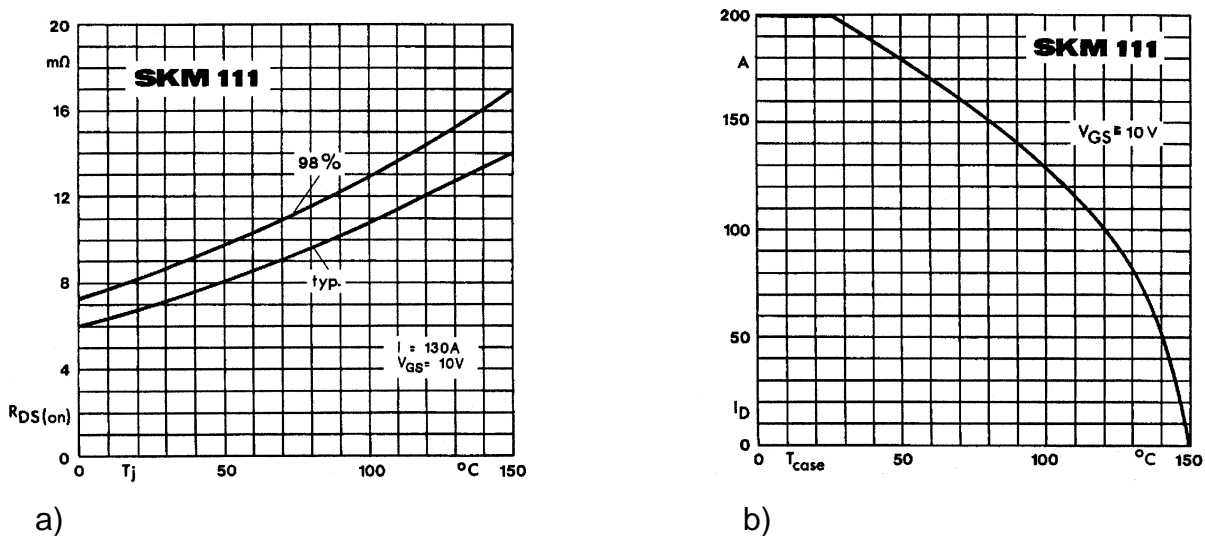 20
mΩ
SKM 111
16
98%
12
8
typ.
I = 130A
VGS= 10V
4
RDS(on)
0
0 Tj 50 100 °C 150
a)
200
A
SKM 111
150
VGS ≧ 10 V
100
50
ID
0
0 Tcase 50 100 °C 150
b)